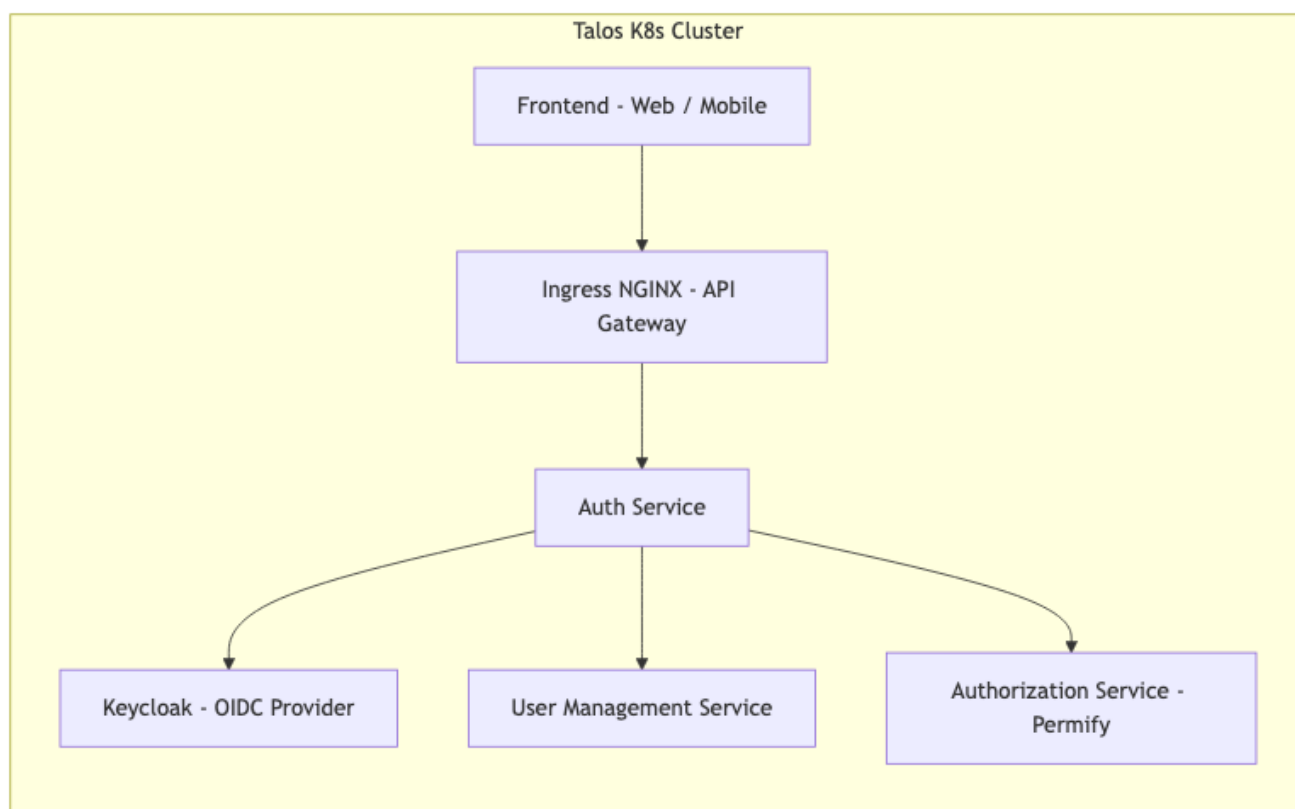 Talos K8s Cluster
Frontend - Web / Mobile
Ingress NGINX - API
Gateway
Auth Service
Keycloak - OIDC Provider
User Management Service
Authorization Service -
Permify